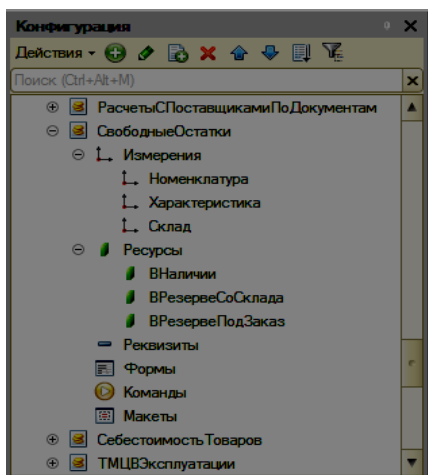 Конфигурация
Действия
Поиск (Ctrl+Alt+M)
РасчетыСПоставщикамиПоДокументам
СвободныеОстатки
Измерения
Номенклатура
Характеристика
Склад
Ресурсы
ВНаличии
ВРезервеСоСклада
ВРезервеПодЗаказ
Реквизиты
Формы
Команды
Макеты
СебестоимостьТоваров
ТМЦВЭксплуатации